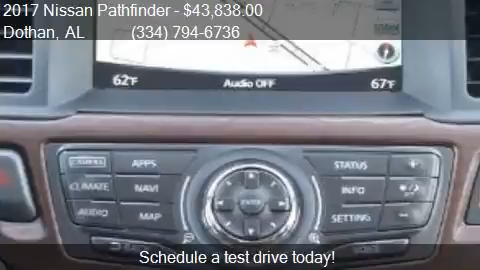 2017 Nissan Pathfinder - $43,838.00
Dothan, AL (334) 794-6736
62°F Audio OFF 67°F
CAMERA APPS STATUS
CLIMATE NAVI ENTER INFO
AUDIO MAP SETTING
Schedule a test drive today!